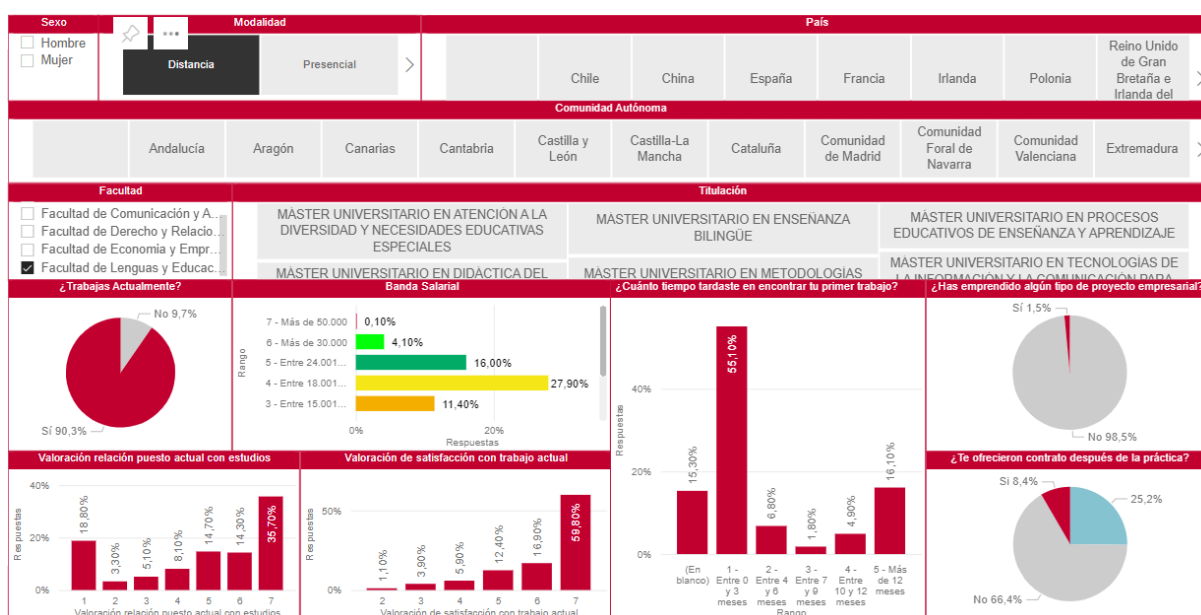 Sexo
Modalidad
País
Hombre
Mujer
Distancia
Presencial
Chile
China
España
Francia
Irlanda
Polonia
Reino Unido
de Gran
Bretaña e
Irlanda del
Comunidad Autónoma
Andalucía
Aragón
Canarias
Cantabria
Castilla y
León
Castilla-La
Mancha
Cataluña
Comunidad
de Madrid
Comunidad
Foral de
Navarra
Comunidad
Valenciana
Extremadura
Facultad
Titulación
Facultad de Comunicación y A...
Facultad de Derecho y Relacio...
Facultad de Economia y Empr...
Facultad de Lenguas y Educac...
MÁSTER UNIVERSITARIO EN ATENCIÓN A LA
DIVERSIDAD Y NECESIDADES EDUCATIVAS
ESPECIALES
MÁSTER UNIVERSITARIO EN ENSEÑANZA
BILINGÜE
MÁSTER UNIVERSITARIO EN PROCESOS
EDUCATIVOS DE ENSEÑANZA Y APRENDIZAJE
MÁSTER UNIVERSITARIO EN DIDÁCTICA DEL
MÁSTER UNIVERSITARIO EN METODOLOGÍAS
MÁSTER UNIVERSITARIO EN TECNOLOGÍAS DE
LA INFORMACIÓN Y LA COMUNICACIÓN PARA
¿Trabajas Actualmente?
No 9,7%
Sí 90,3%
Banda Salarial
Rango
7 - Más de 50.000
0,10%
6 - Más de 30.000
4,10%
5 - Entre 24.001...
16,00%
4 - Entre 18.001...
27,90%
3 - Entre 15.001...
11,40%
0%
20%
Respuestas
¿Cuánto tiempo tardaste en encontrar tu primer trabajo?
Respuestas
40%
20%
0%
15,30%
55,10%
6,80%
1,80%
4,90%
16,10%
(En
blanco)
1 -
Entre 0
y 3
meses
2 -
Entre 4
y 6
meses
3 -
Entre 7
y 9
meses
4 -
Entre
10 y 12
meses
5 - Más
de 12
meses
Rango
¿Has emprendido algún tipo de proyecto empresarial?
Sí 1,5%
No 98,5%
Valoración relación puesto actual con estudios
Respuestas
40%
20%
0%
18,80%
3,30%
5,10%
8,10%
14,70%
14,30%
35,70%
1
2
3
4
5
6
7
Valoración relación puesto actual con estudios
Valoración de satisfacción con trabajo actual
Respuestas
50%
0%
1,10%
3,90%
5,90%
12,40%
16,90%
59,80%
2
3
4
5
6
7
Valoración de satisfacción con trabajo actual
¿Te ofrecieron contrato después de la práctica?
Si 8,4%
25,2%
No 66,4%